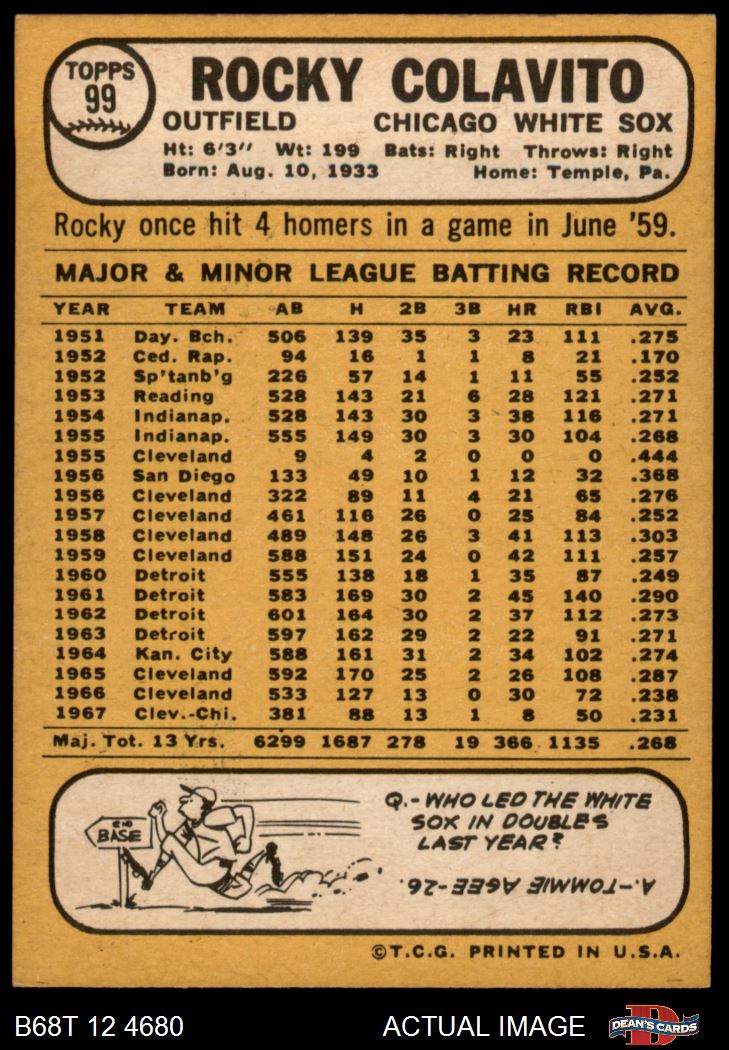 TOPPS
99
ROCKY COLAVITO
OUTFIELD CHICAGO WHITE SOX
Ht: 6'3" Wt: 199 Bats: Right Throws: Right
Born: Aug. 10, 1933 Home: Temple, Pa.
Rocky once hit 4 homers in a game in June '59.
MAJOR & MINOR LEAGUE BATTING RECORD
YEAR TEAM AB H 2B 3B HR RBI AVG.
1951 Day. Bch. 506 139 35 3 23 111 .275
1952 Ced. Rap. 94 16 1 1 8 21 .170
1952 Sp'tanb'g 226 57 14 1 11 55 .252
1953 Reading 528 143 21 6 28 121 .271
1954 Indianap. 528 143 30 3 38 116 .271
1955 Indianap. 555 149 30 3 30 104 .268
1955 Cleveland 9 4 2 0 0 0 .444
1956 San Diego 133 49 10 1 12 32 .368
1956 Cleveland 322 89 11 4 21 65 .276
1957 Cleveland 461 116 26 0 25 84 .252
1958 Cleveland 489 148 26 3 41 113 .303
1959 Cleveland 588 151 24 0 42 111 .257
1960 Detroit 555 138 18 1 35 87 .249
1961 Detroit 583 169 30 2 45 140 .290
1962 Detroit 601 164 30 2 37 112 .273
1963 Detroit 597 162 29 2 22 91 .271
1964 Kan. City 588 161 31 2 34 102 .274
1965 Cleveland 592 170 25 2 26 108 .287
1966 Cleveland 533 127 13 0 30 72 .238
1967 Clev.-Chi. 381 88 13 1 8 50 .231
Maj. Tot. 13 Yrs. 6299 1687 278 19 366 1135 .268
2ND
BASE
Q.- WHO LED THE WHITE
SOX IN DOUBLES
LAST YEAR?
A.-TOMMIE AGEE-26.
©T.C.G. PRINTED IN U.S.A.
B68T 12 4680 ACTUAL IMAGE
DEAN'S CARDS